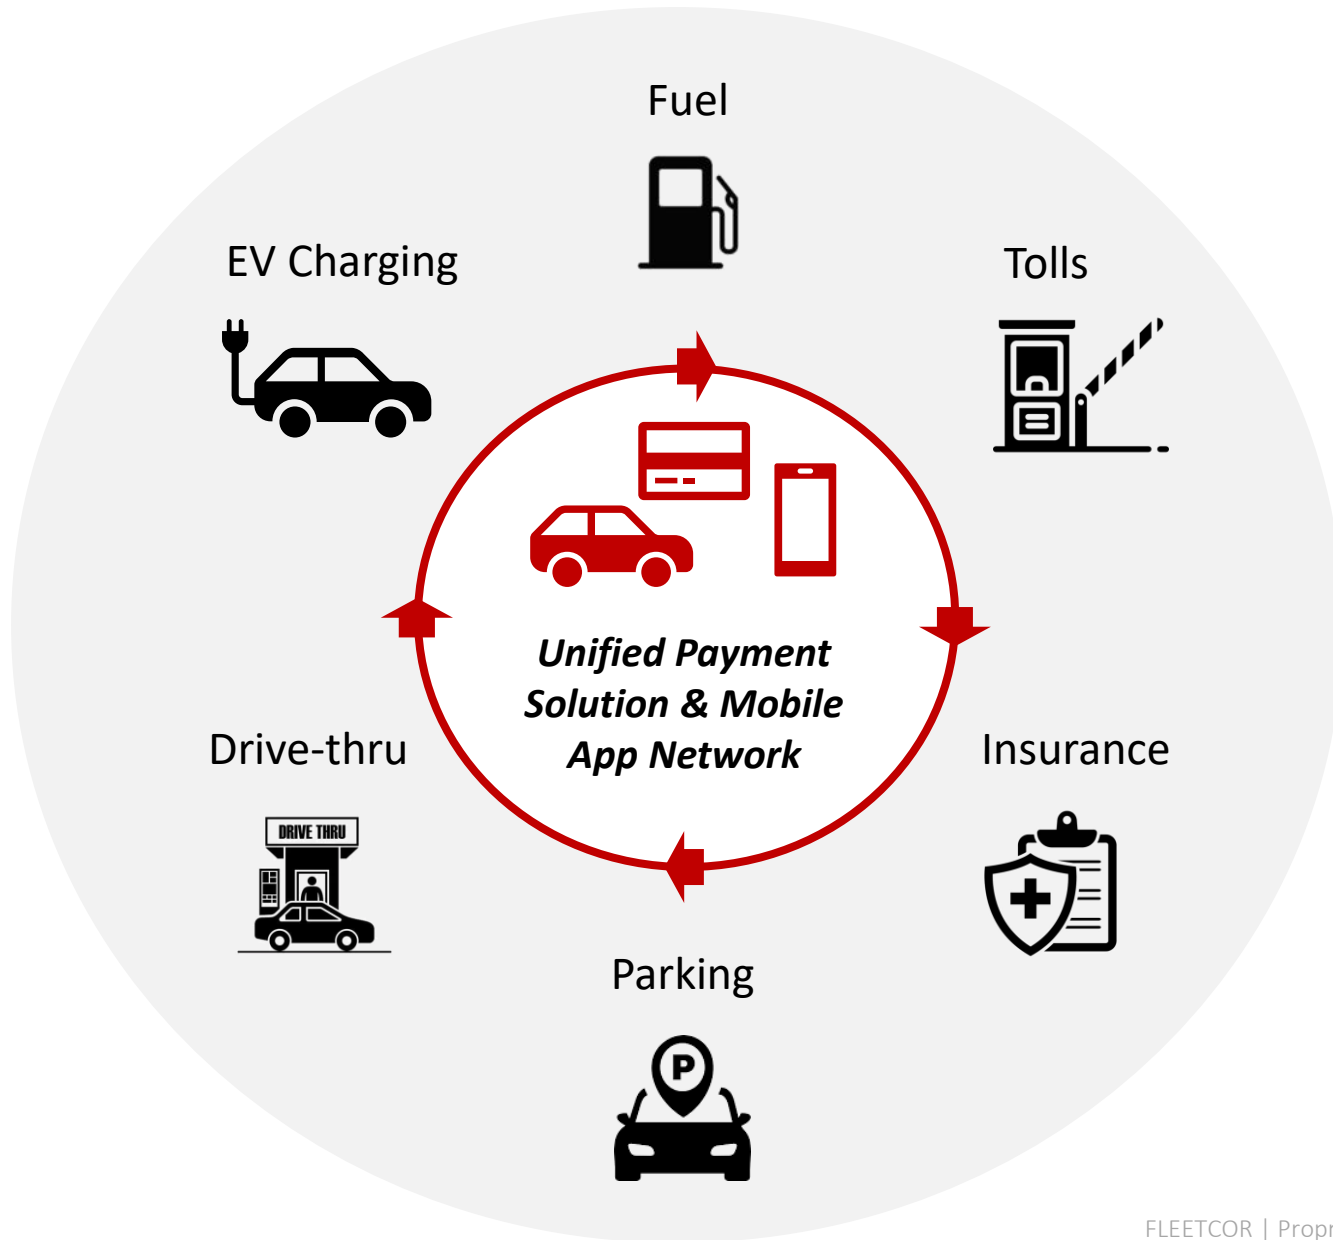 Fuel
EV Charging
Tolls
Unified Payment
Solution & Mobile
App Network
Drive-thru
Insurance
DRIVE THRU
Parking
P
FLEETCOR | Propr